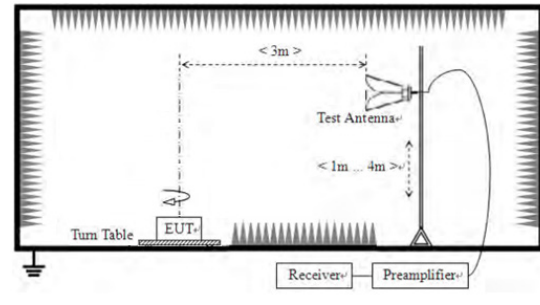 < 3m >
Test Antenna
< 1m ... 4m >
Turn Table
EUT
Receiver
Preamplifier